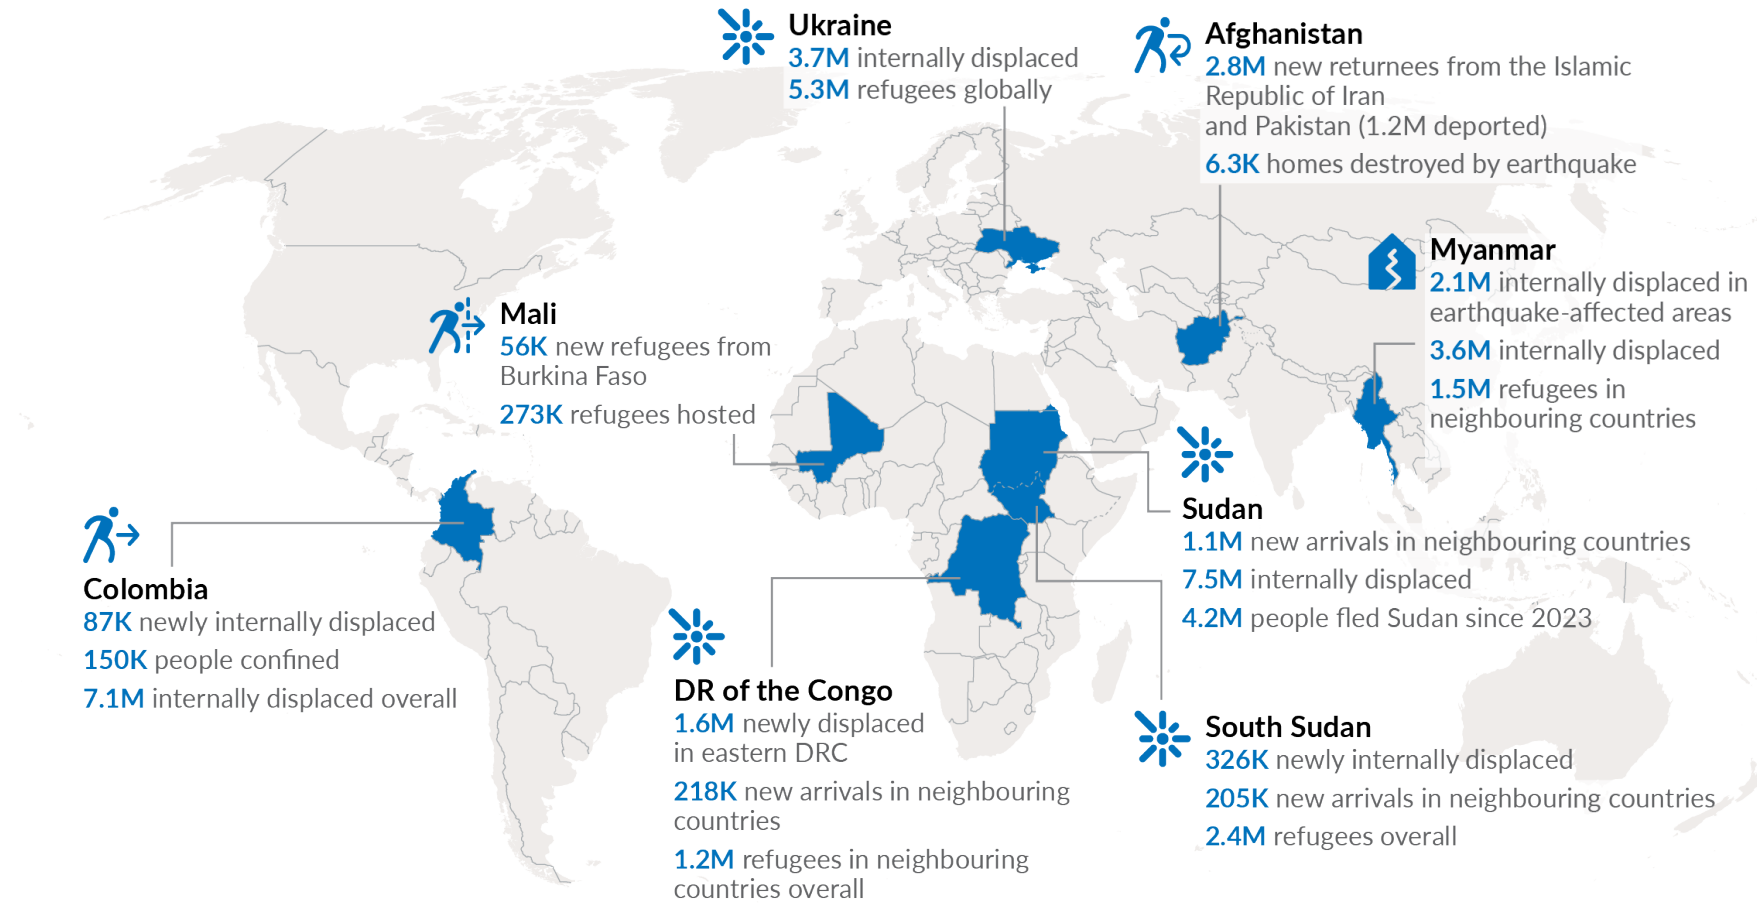 Ukraine
3.7M internally displaced
5.3M refugees globally
Afghanistan
2.8M new returnees from the Islamic
Republic of Iran
and Pakistan (1.2M deported)
6.3K homes destroyed by earthquake
Myanmar
2.1M internally displaced in
earthquake-affected areas
3.6M internally displaced
1.5M refugees in
neighbouring countries
Mali
56K new refugees from
Burkina Faso
273K refugees hosted
Sudan
1.1M new arrivals in neighbouring countries
7.5M internally displaced
4.2M people fled Sudan since 2023
Colombia
87K newly internally displaced
150K people confined
7.1M internally displaced overall
DR of the Congo
1.6M newly displaced
in eastern DRC
218K new arrivals in neighbouring
countries
1.2M refugees in neighbouring
countries overall
South Sudan
326K newly internally displaced
205K new arrivals in neighbouring countries
2.4M refugees overall